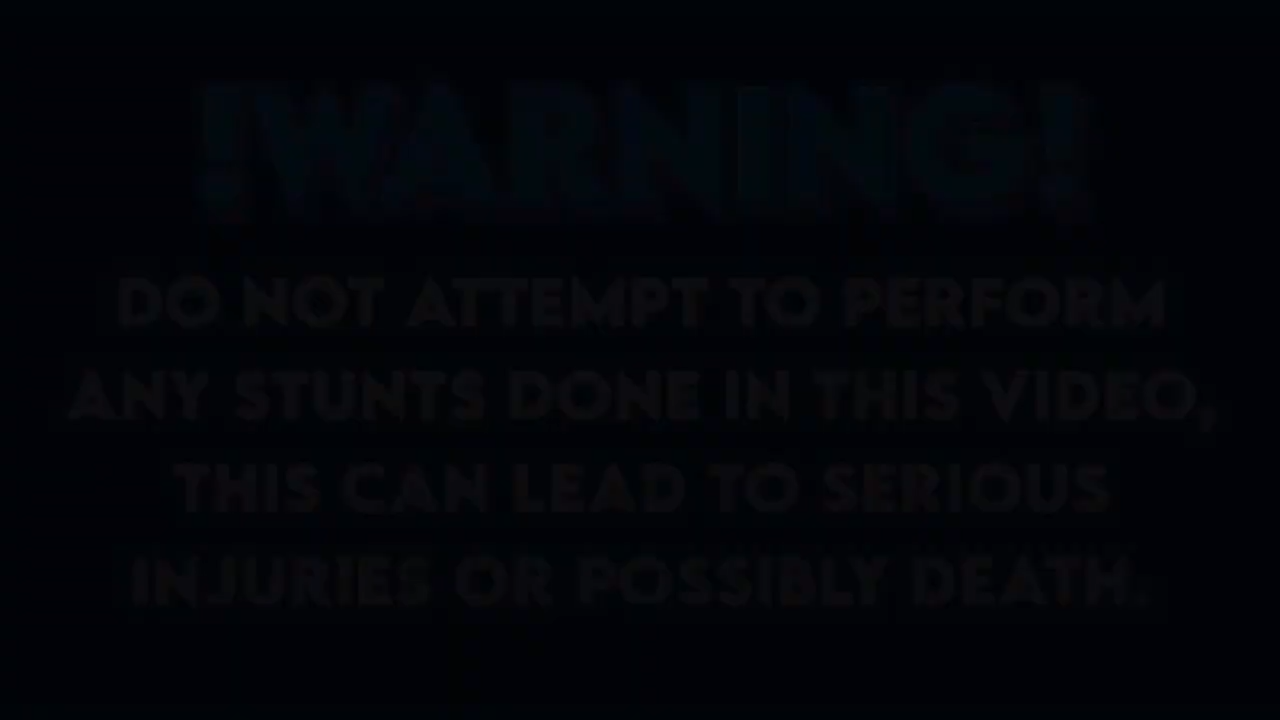 !WARNING!
DO NOT ATTEMPT TO PERFORM
ANY STUNTS DONE IN THIS VIDEO,
THIS CAN LEAD TO SERIOUS
INJURIES OR POSSIBLY DEATH.